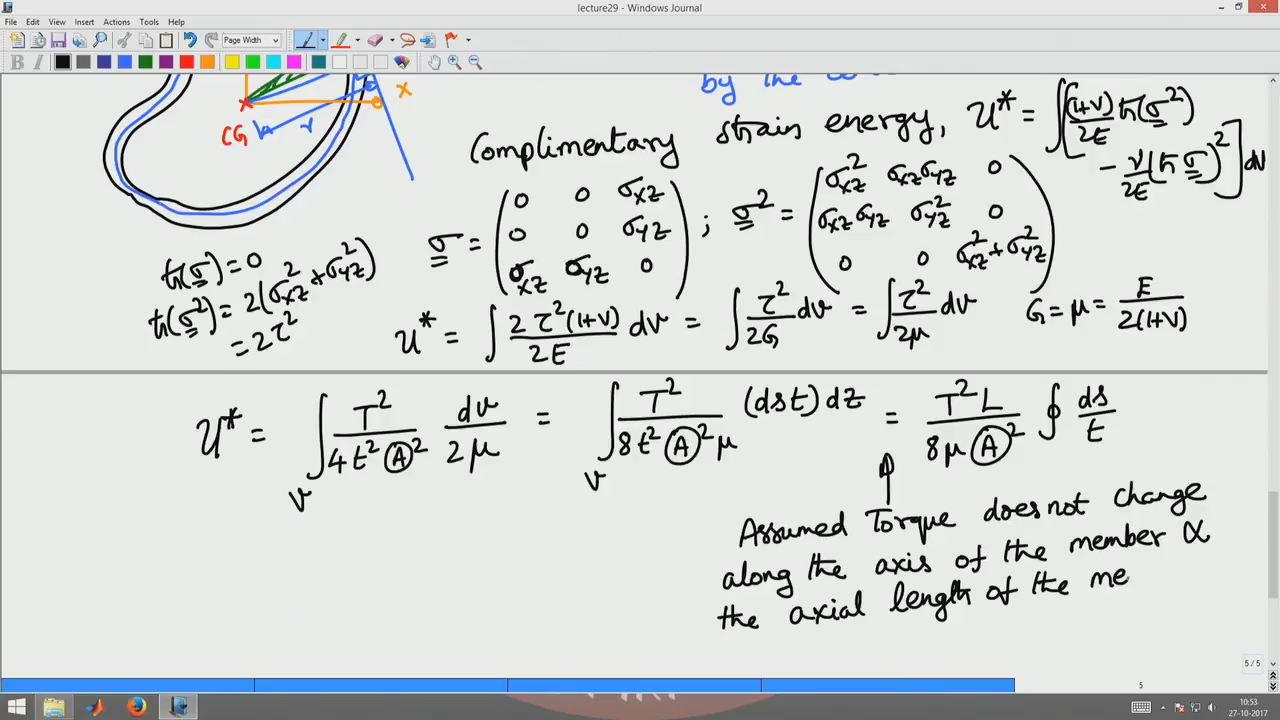 lecture29 - Windows Journal
File Edit View Insert Actions Tools Help
Page Width
B I
by the
X
CG
r
Complimentary strain energy, U* = ∫[(1+ν)/2E tr(σ²) - ν/2E (tr σ)²] dv
σ = (0 0 σxz; 0 0 σyz; σxz σyz 0) ; σ² = (σxz² σxzσyz 0; σxzσyz σyz² 0; 0 0 σxz²+σyz²)
tr(σ) = 0
tr(σ²) = 2(σxz² + σyz²)
= 2τ²
U* = ∫ 2τ²(1+ν)/2E dv = ∫ τ²/2G dv = ∫ τ²/2μ dv G = μ = E/2(1+ν)
U* = ∫v T²/4t²Ⓐ² dv/2μ = ∫v T²/8t²Ⓐ²μ (dst) dz = T²L/8μⒶ² ∮ ds/t
Assumed Torque does not change
along the axis of the member &
the axial length of the me
5/5
5
10:53
27-10-2017